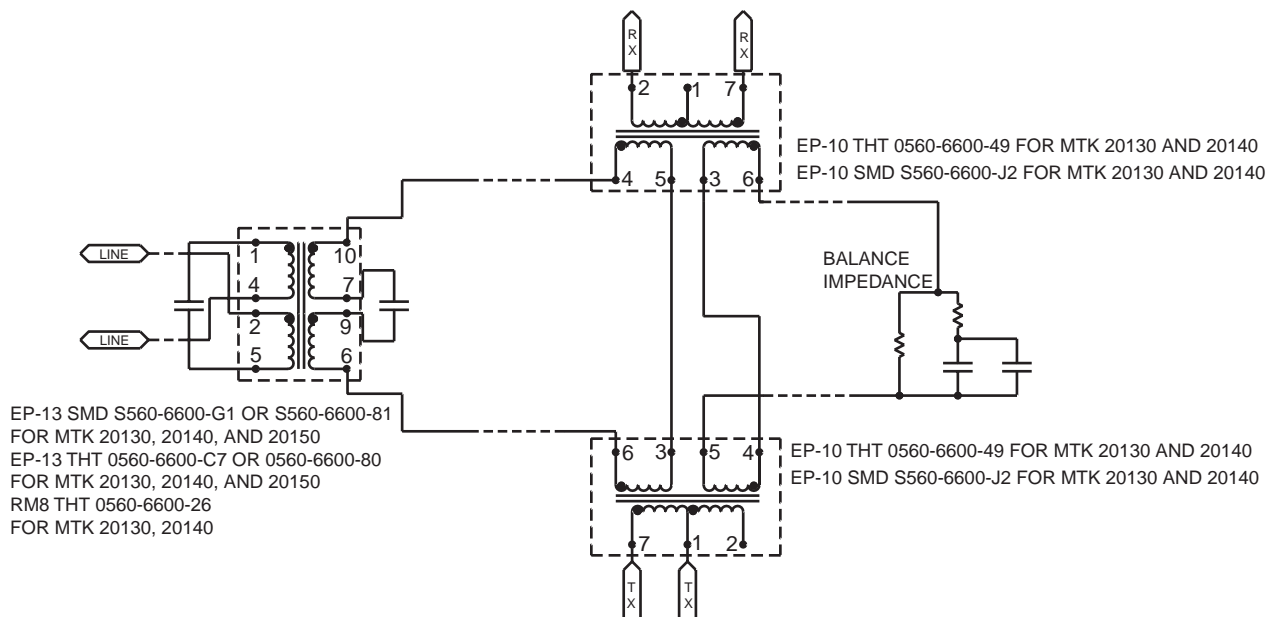 RX RX
2 1 7
EP-10 THT 0560-6600-49 FOR MTK 20130 AND 20140
EP-10 SMD S560-6600-J2 FOR MTK 20130 AND 20140
4 5 3 6
LINE
1 10
4 7
2 9
5 6
LINE
BALANCE
IMPEDANCE
EP-13 SMD S560-6600-G1 OR S560-6600-81
FOR MTK 20130, 20140, AND 20150
EP-13 THT 0560-6600-C7 OR 0560-6600-80
FOR MTK 20130, 20140, AND 20150
RM8 THT 0560-6600-26
FOR MTK 20130, 20140
6 3 5 4
EP-10 THT 0560-6600-49 FOR MTK 20130 AND 20140
EP-10 SMD S560-6600-J2 FOR MTK 20130 AND 20140
7 1 2
TX TX